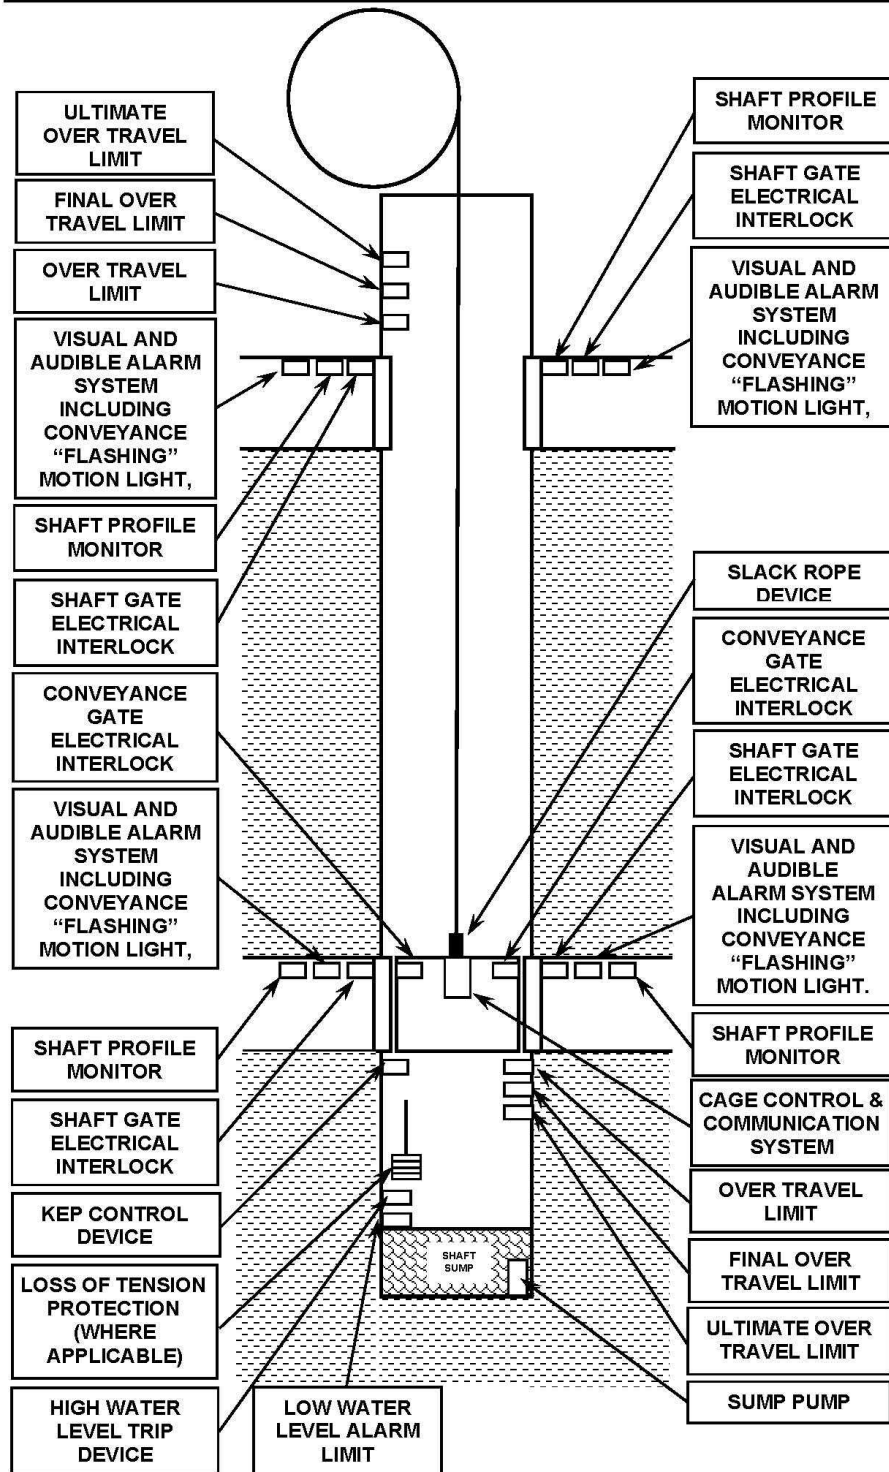 ULTIMATE
OVER TRAVEL
LIMIT
FINAL OVER
TRAVEL LIMIT
OVER TRAVEL
LIMIT
VISUAL AND
AUDIBLE ALARM
SYSTEM
INCLUDING
CONVEYANCE
“FLASHING”
MOTION LIGHT,
SHAFT PROFILE
MONITOR
SHAFT GATE
ELECTRICAL
INTERLOCK
CONVEYANCE
GATE
ELECTRICAL
INTERLOCK
VISUAL AND
AUDIBLE ALARM
SYSTEM
INCLUDING
CONVEYANCE
“FLASHING”
MOTION LIGHT,
SHAFT PROFILE
MONITOR
SHAFT GATE
ELECTRICAL
INTERLOCK
KEP CONTROL
DEVICE
LOSS OF TENSION
PROTECTION
(WHERE
APPLICABLE)
HIGH WATER
LEVEL TRIP
DEVICE
LOW WATER
LEVEL ALARM
LIMIT
SHAFT
SUMP
SHAFT PROFILE
MONITOR
SHAFT GATE
ELECTRICAL
INTERLOCK
VISUAL AND
AUDIBLE ALARM
SYSTEM
INCLUDING
CONVEYANCE
“FLASHING”
MOTION LIGHT,
SLACK ROPE
DEVICE
CONVEYANCE
GATE
ELECTRICAL
INTERLOCK
SHAFT GATE
ELECTRICAL
INTERLOCK
VISUAL AND
AUDIBLE
ALARM SYSTEM
INCLUDING
CONVEYANCE
“FLASHING”
MOTION LIGHT.
SHAFT PROFILE
MONITOR
CAGE CONTROL &
COMMUNICATION
SYSTEM
OVER TRAVEL
LIMIT
FINAL OVER
TRAVEL LIMIT
ULTIMATE OVER
TRAVEL LIMIT
SUMP PUMP